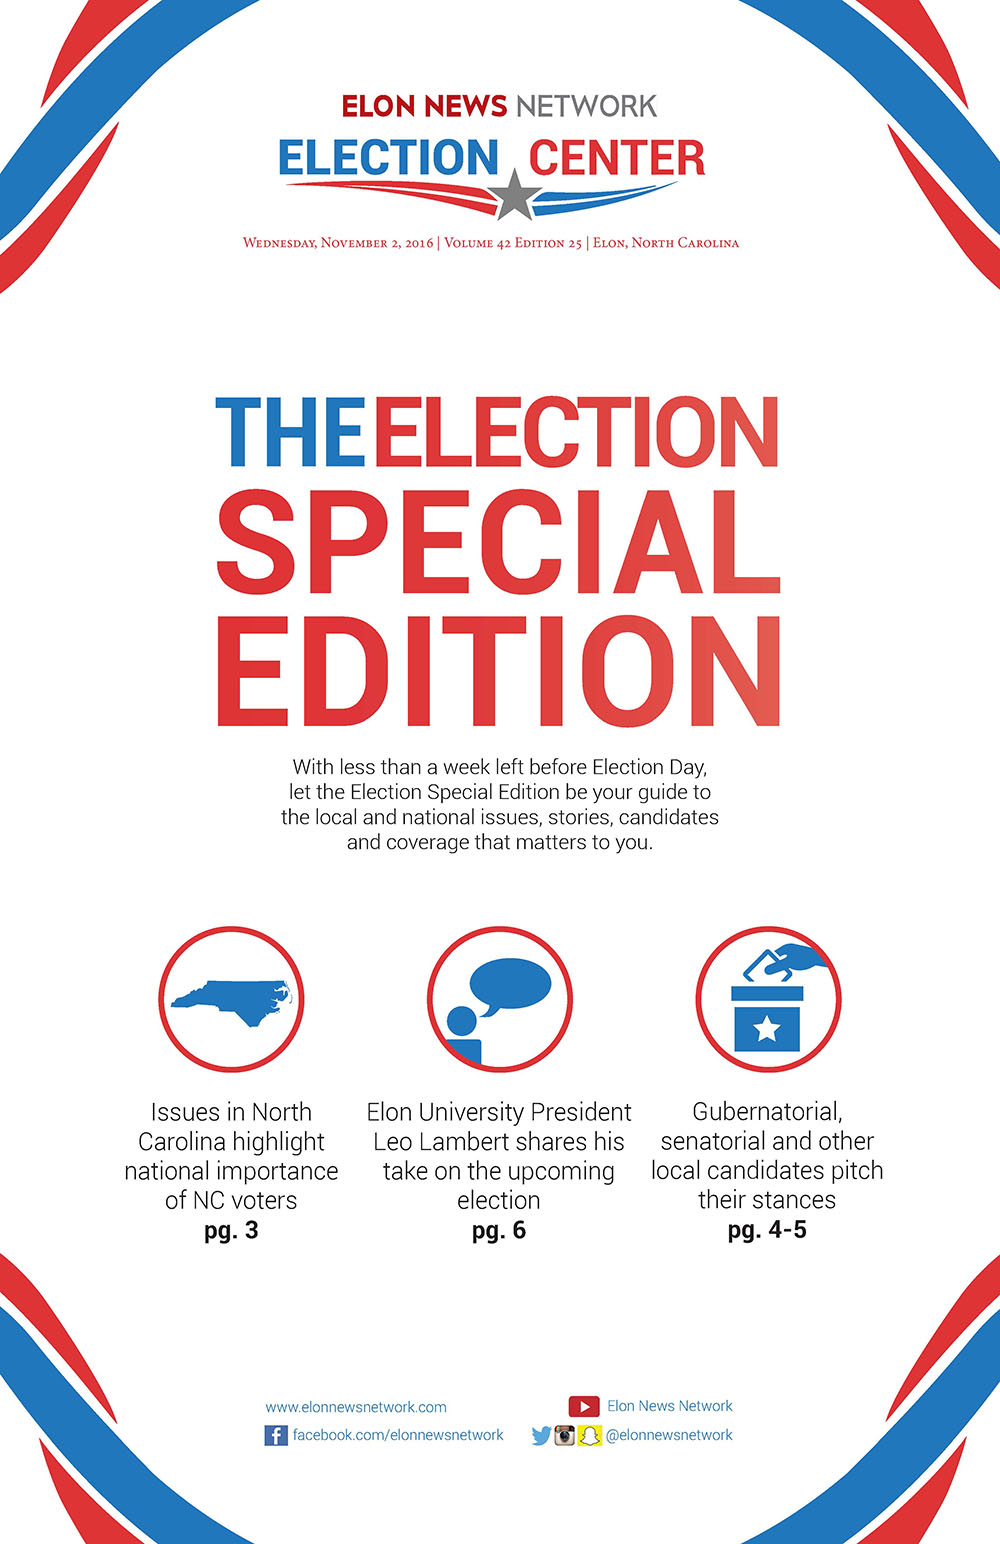 ELON NEWS NETWORK
ELECTION CENTER
Wednesday, November 2, 2016 | Volume 42 Edition 25 | Elon, North Carolina
THE ELECTION
SPECIAL
EDITION
With less than a week left before Election Day,
let the Election Special Edition be your guide to
the local and national issues, stories, candidates
and coverage that matters to you.
Issues in North
Carolina highlight
national importance
of NC voters
pg. 3
Elon University President
Leo Lambert shares his
take on the upcoming
election
pg. 6
Gubernatorial,
senatorial and other
local candidates pitch
their stances
pg. 4-5
www.elonnewsnetwork.com
facebook.com/elonnewsnetwork
Elon News Network
@elonnewsnetwork